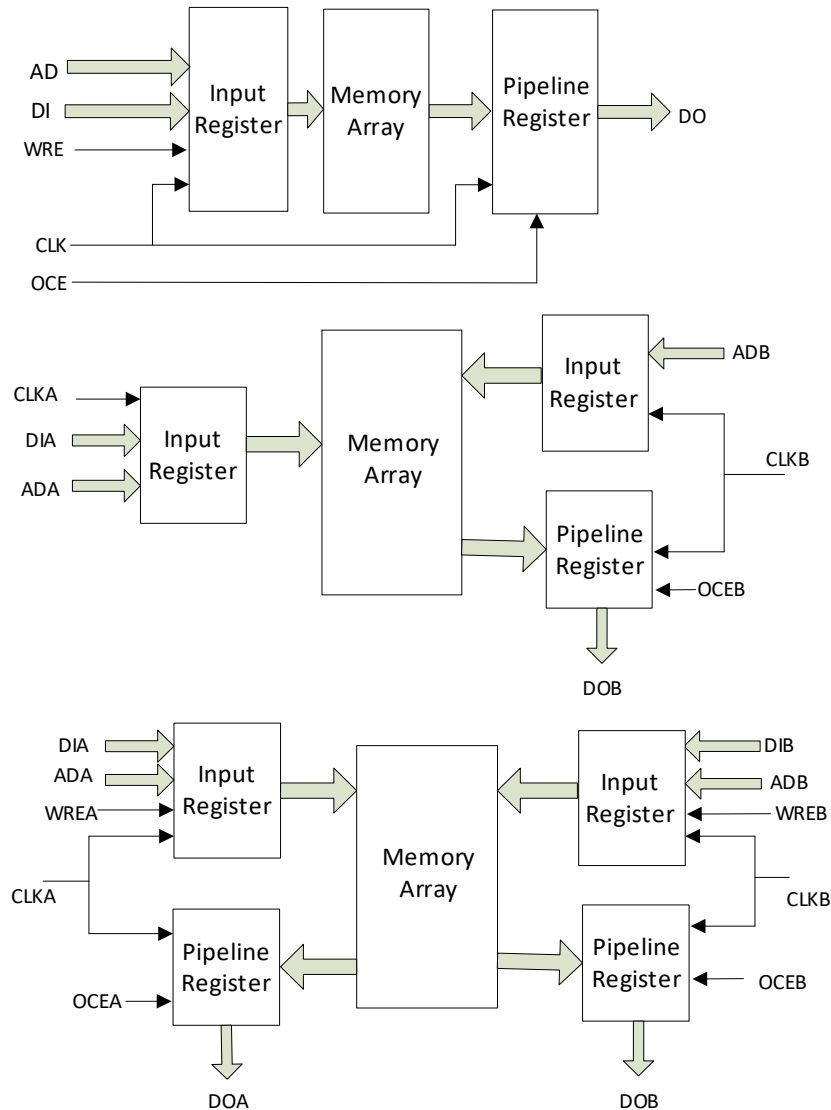 AD
DI
WRE
CLK
OCE
Input
Register
Memory
Array
Pipeline
Register
DO
CLKA
DIA
ADA
Input
Register
Memory
Array
Input
Register
ADB
CLKB
Pipeline
Register
OCEB
DOB
DIA
ADA
WREA
CLKA
OCEA
Input
Register
Pipeline
Register
DOA
Memory
Array
Input
Register
DIB
ADB
WREB
CLKB
Pipeline
Register
OCEB
DOB